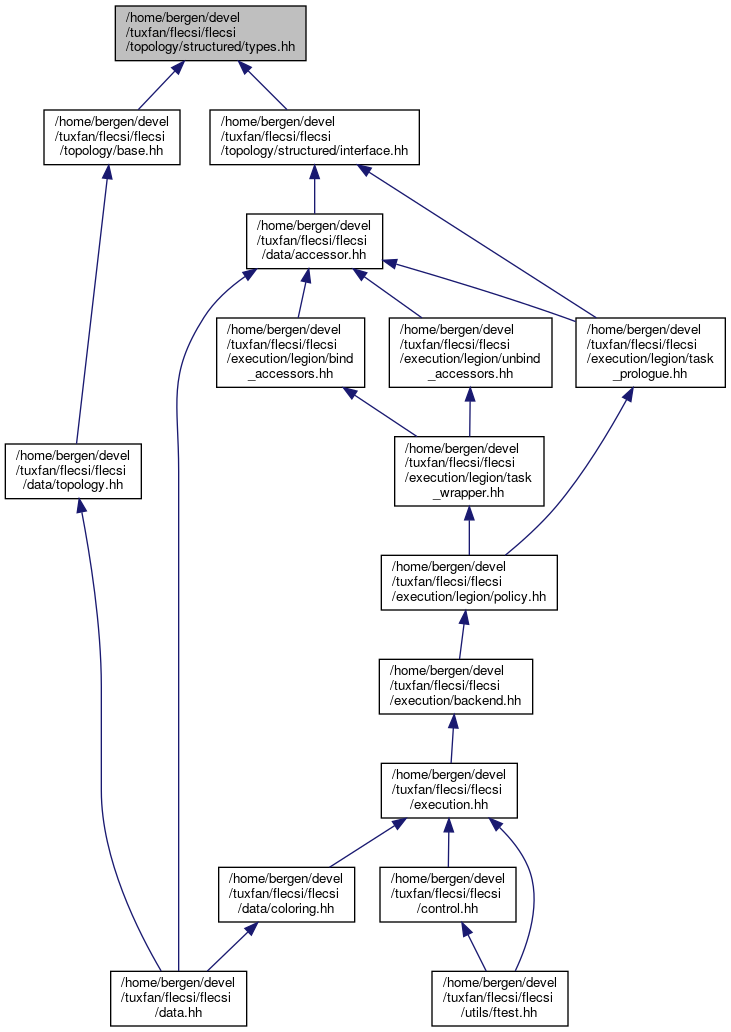 /home/bergen/devel
/tuxfan/flecsi/flecsi
/topology/structured/types.hh
/home/bergen/devel
/tuxfan/flecsi/flecsi
/topology/base.hh
/home/bergen/devel
/tuxfan/flecsi/flecsi
/topology/structured/interface.hh
/home/bergen/devel
/tuxfan/flecsi/flecsi
/data/accessor.hh
/home/bergen/devel
/tuxfan/flecsi/flecsi
/execution/legion/bind
_accessors.hh
/home/bergen/devel
/tuxfan/flecsi/flecsi
/execution/legion/unbind
_accessors.hh
/home/bergen/devel
/tuxfan/flecsi/flecsi
/execution/legion/task
_prologue.hh
/home/bergen/devel
/tuxfan/flecsi/flecsi
/data/topology.hh
/home/bergen/devel
/tuxfan/flecsi/flecsi
/execution/legion/task
_wrapper.hh
/home/bergen/devel
/tuxfan/flecsi/flecsi
/execution/legion/policy.hh
/home/bergen/devel
/tuxfan/flecsi/flecsi
/execution/backend.hh
/home/bergen/devel
/tuxfan/flecsi/flecsi
/execution.hh
/home/bergen/devel
/tuxfan/flecsi/flecsi
/data/coloring.hh
/home/bergen/devel
/tuxfan/flecsi/flecsi
/control.hh
/home/bergen/devel
/tuxfan/flecsi/flecsi
/data.hh
/home/bergen/devel
/tuxfan/flecsi/flecsi
/utils/ftest.hh